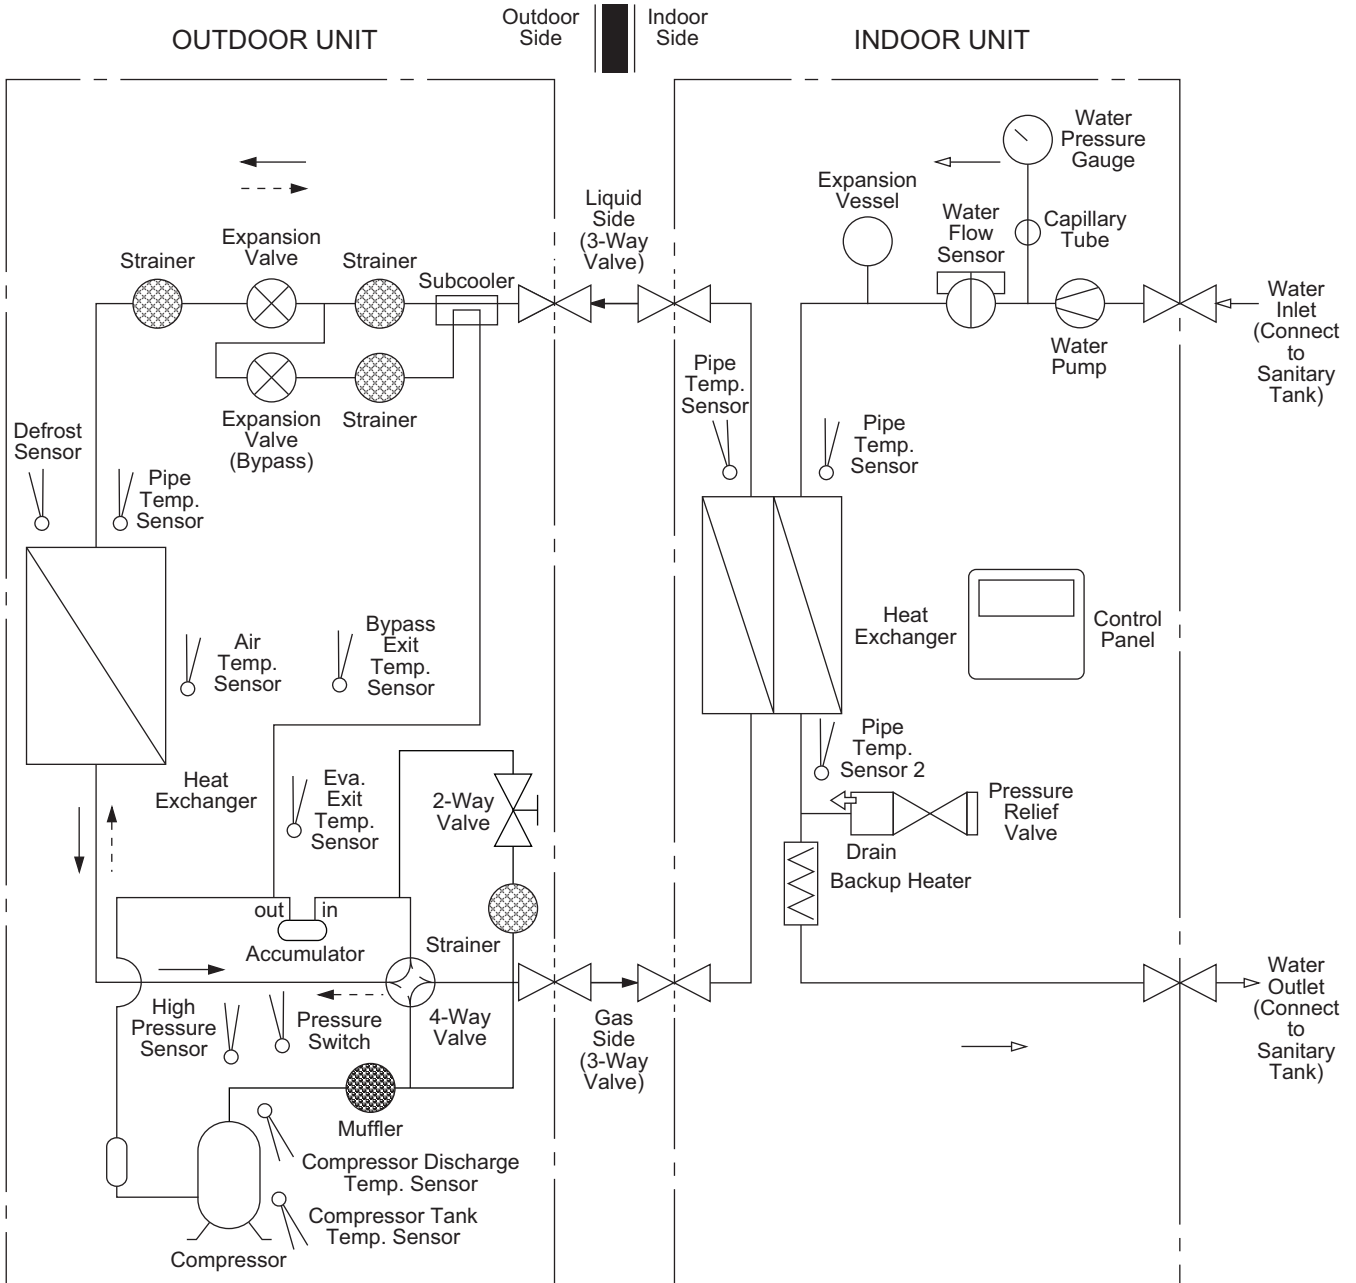 OUTDOOR UNIT
Outdoor
Side
Indoor
Side
INDOOR UNIT
Water
Pressure
Gauge
Expansion
Vessel
Liquid
Side
(3-Way
Valve)
Water
Flow
Sensor
Capillary
Tube
Strainer
Expansion
Valve
Strainer
Subcooler
Water
Inlet
(Connect
to
Sanitary
Tank)
Water
Pump
Pipe
Temp.
Sensor
Expansion
Valve
(Bypass)
Strainer
Defrost
Sensor
Pipe
Temp.
Sensor
Pipe
Temp.
Sensor
Air
Temp.
Sensor
Bypass
Exit
Temp.
Sensor
Heat
Exchanger
Control
Panel
Heat
Exchanger
Eva.
Exit
Temp.
Sensor
2-Way
Valve
Pipe
Temp.
Sensor 2
Pressure
Relief
Valve
Drain
Backup Heater
out
in
Accumulator
Strainer
High
Pressure
Sensor
Pressure
Switch
4-Way
Valve
Gas
Side
(3-Way
Valve)
Water
Outlet
(Connect
to
Sanitary
Tank)
Muffler
Compressor Discharge
Temp. Sensor
Compressor Tank
Temp. Sensor
Compressor